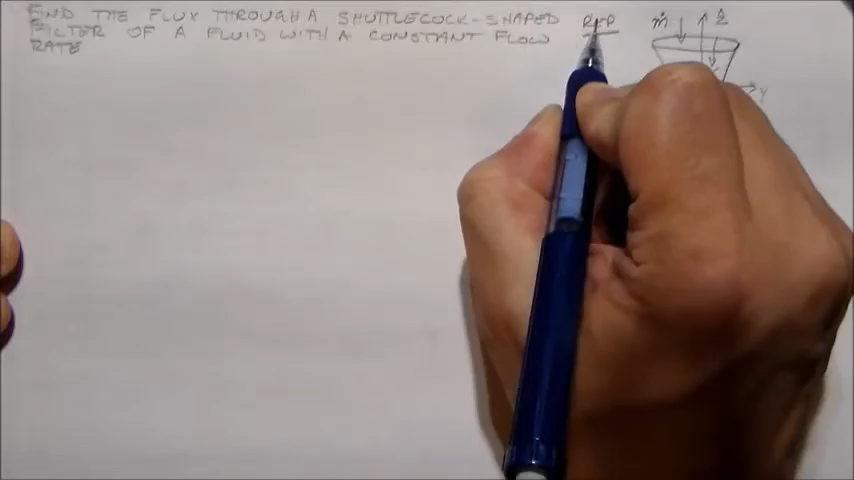 FIND THE FLUX THROUGH A SHUTTLECOCK-SHAPED
FILTER OF A FLUID WITH A CONSTANT FLOW
RATE
ṁ
ẑ
Y